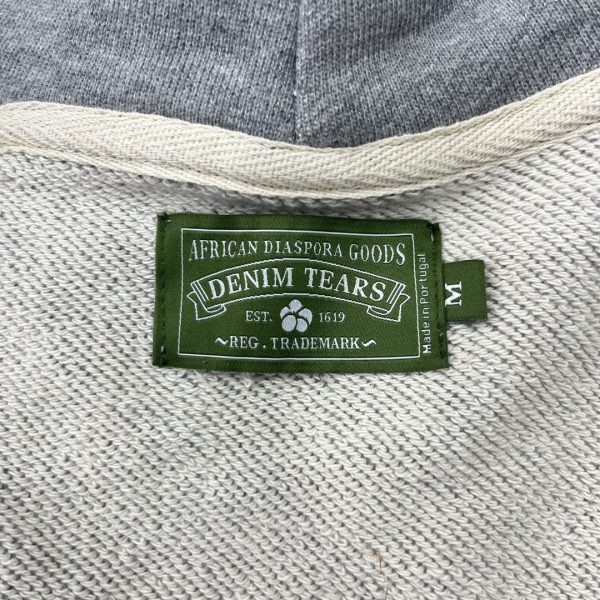 AFRICAN DIASPORA GOODS
DENIM TEARS
EST. 1619
~REG. TRADEMARK~
Made in Portugal
M